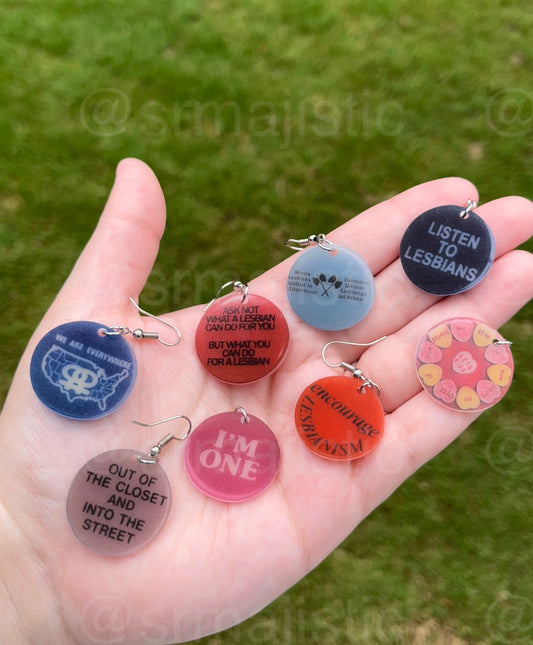 @srmajistic
LISTEN
TO
LESBIANS
ASK NOT
WHAT A LESBIAN
CAN DO FOR YOU
BUT WHAT YOU
CAN DO
FOR A LESBIAN
WE ARE EVERYWHERE
encourage
LESBIANISM
I'M
ONE
OUT OF
THE CLOSET
AND
INTO THE
STREET
@srmajistic
@srmajistic